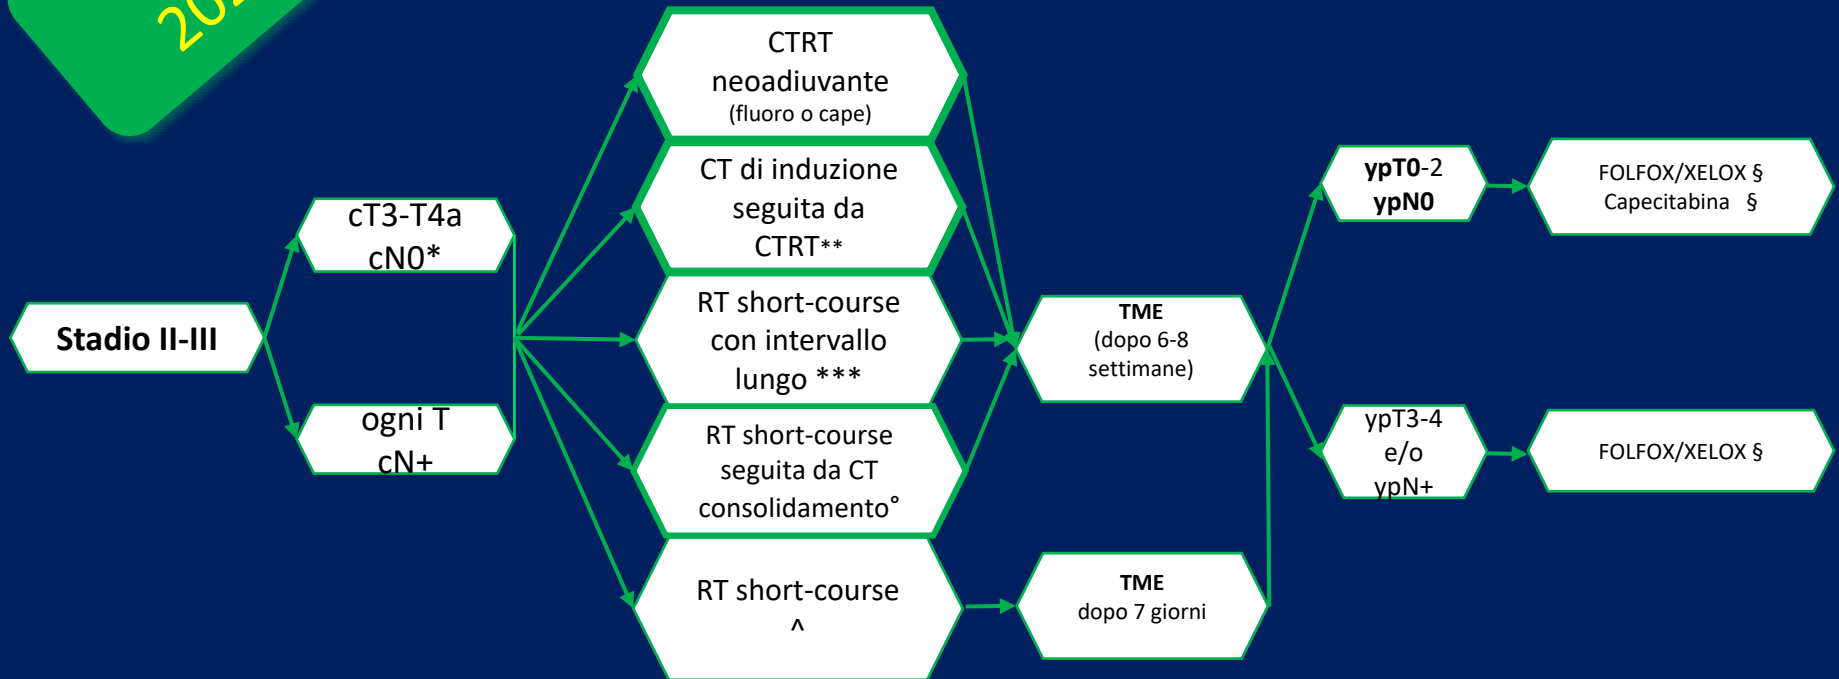 Stadio II-III
cT3-T4a
cN0*
ogni T
cN+
CTRT
neoadiuvante
(fluoro o cape)
CT di induzione
seguita da
CTRT**
RT short-course
con intervallo
lungo ***
RT short-course
seguita da CT
consolidamento°
RT short-course
^
TME
(dopo 6-8
settimane)
TME
dopo 7 giorni
ypT0-2
ypN0
ypT3-4
e/o
ypN+
FOLFOX/XELOX §
Capecitabina §
FOLFOX/XELOX §